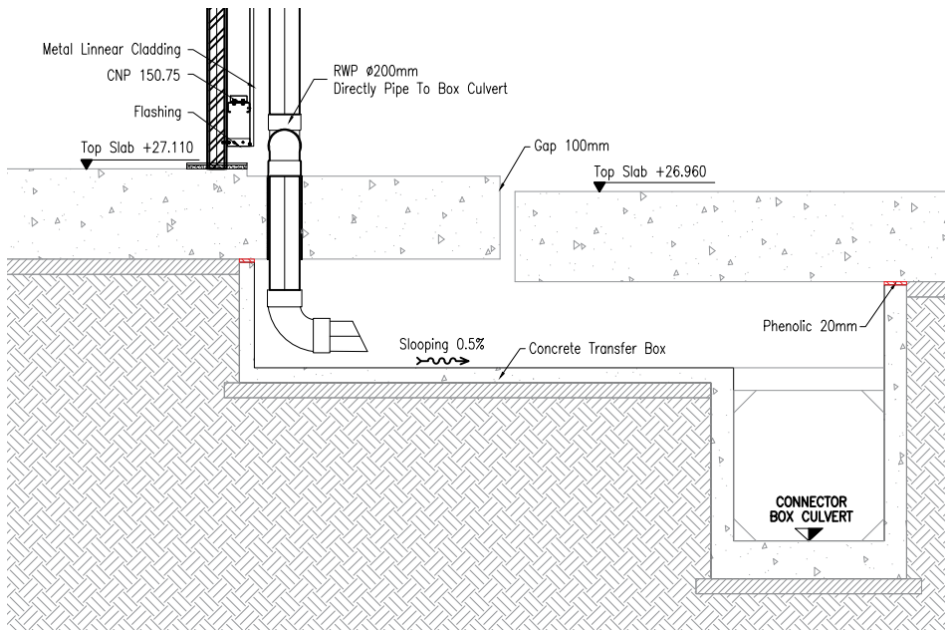 Metal Linnear Cladding
CNP 150.75
Flashing
Top Slab +27.110
RWP ø200mm
Directly Pipe To Box Culvert
Gap 100mm
Top Slab +26.960
Phenolic 20mm
Slooping 0.5%
Concrete Transfer Box
CONNECTOR
BOX CULVERT